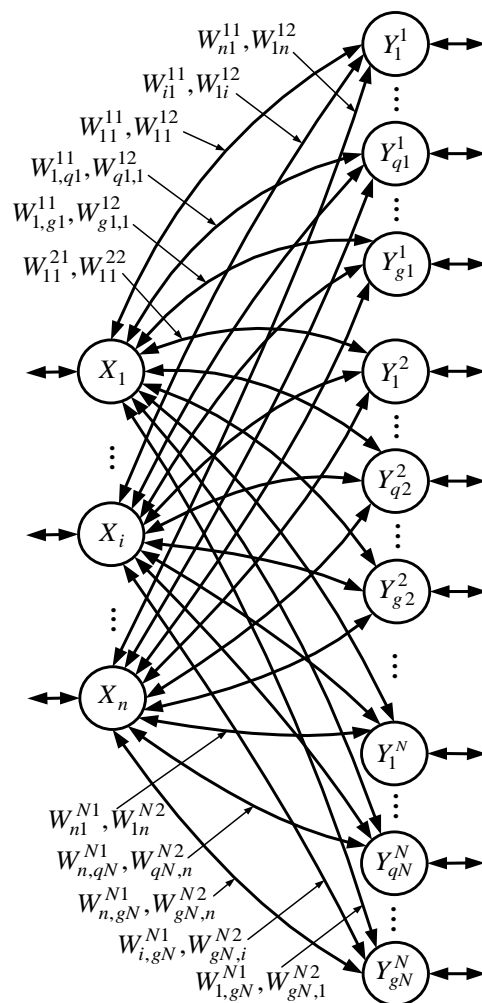 W_{n1}^{11}, W_{1n}^{12}
Y_1^1
W_{i1}^{11}, W_{1i}^{12}
W_{11}^{11}, W_{11}^{12}
⋮
W_{1,q1}^{11}, W_{q1,1}^{12}
Y_{q1}^1
W_{1,g1}^{11}, W_{g1,1}^{12}
⋮
W_{11}^{21}, W_{11}^{22}
Y_{g1}^1
X_1
Y_1^2
⋮
⋮
Y_{q2}^2
X_i
⋮
Y_{g2}^2
⋮
⋮
X_n
Y_1^N
W_{n1}^{N1}, W_{1n}^{N2}
⋮
W_{n,qN}^{N1}, W_{qN,n}^{N2}
Y_{qN}^N
W_{n,gN}^{N1}, W_{gN,n}^{N2}
⋮
W_{i,gN}^{N1}, W_{gN,i}^{N2}
W_{1,gN}^{N1}, W_{gN,1}^{N2}
Y_{gN}^N